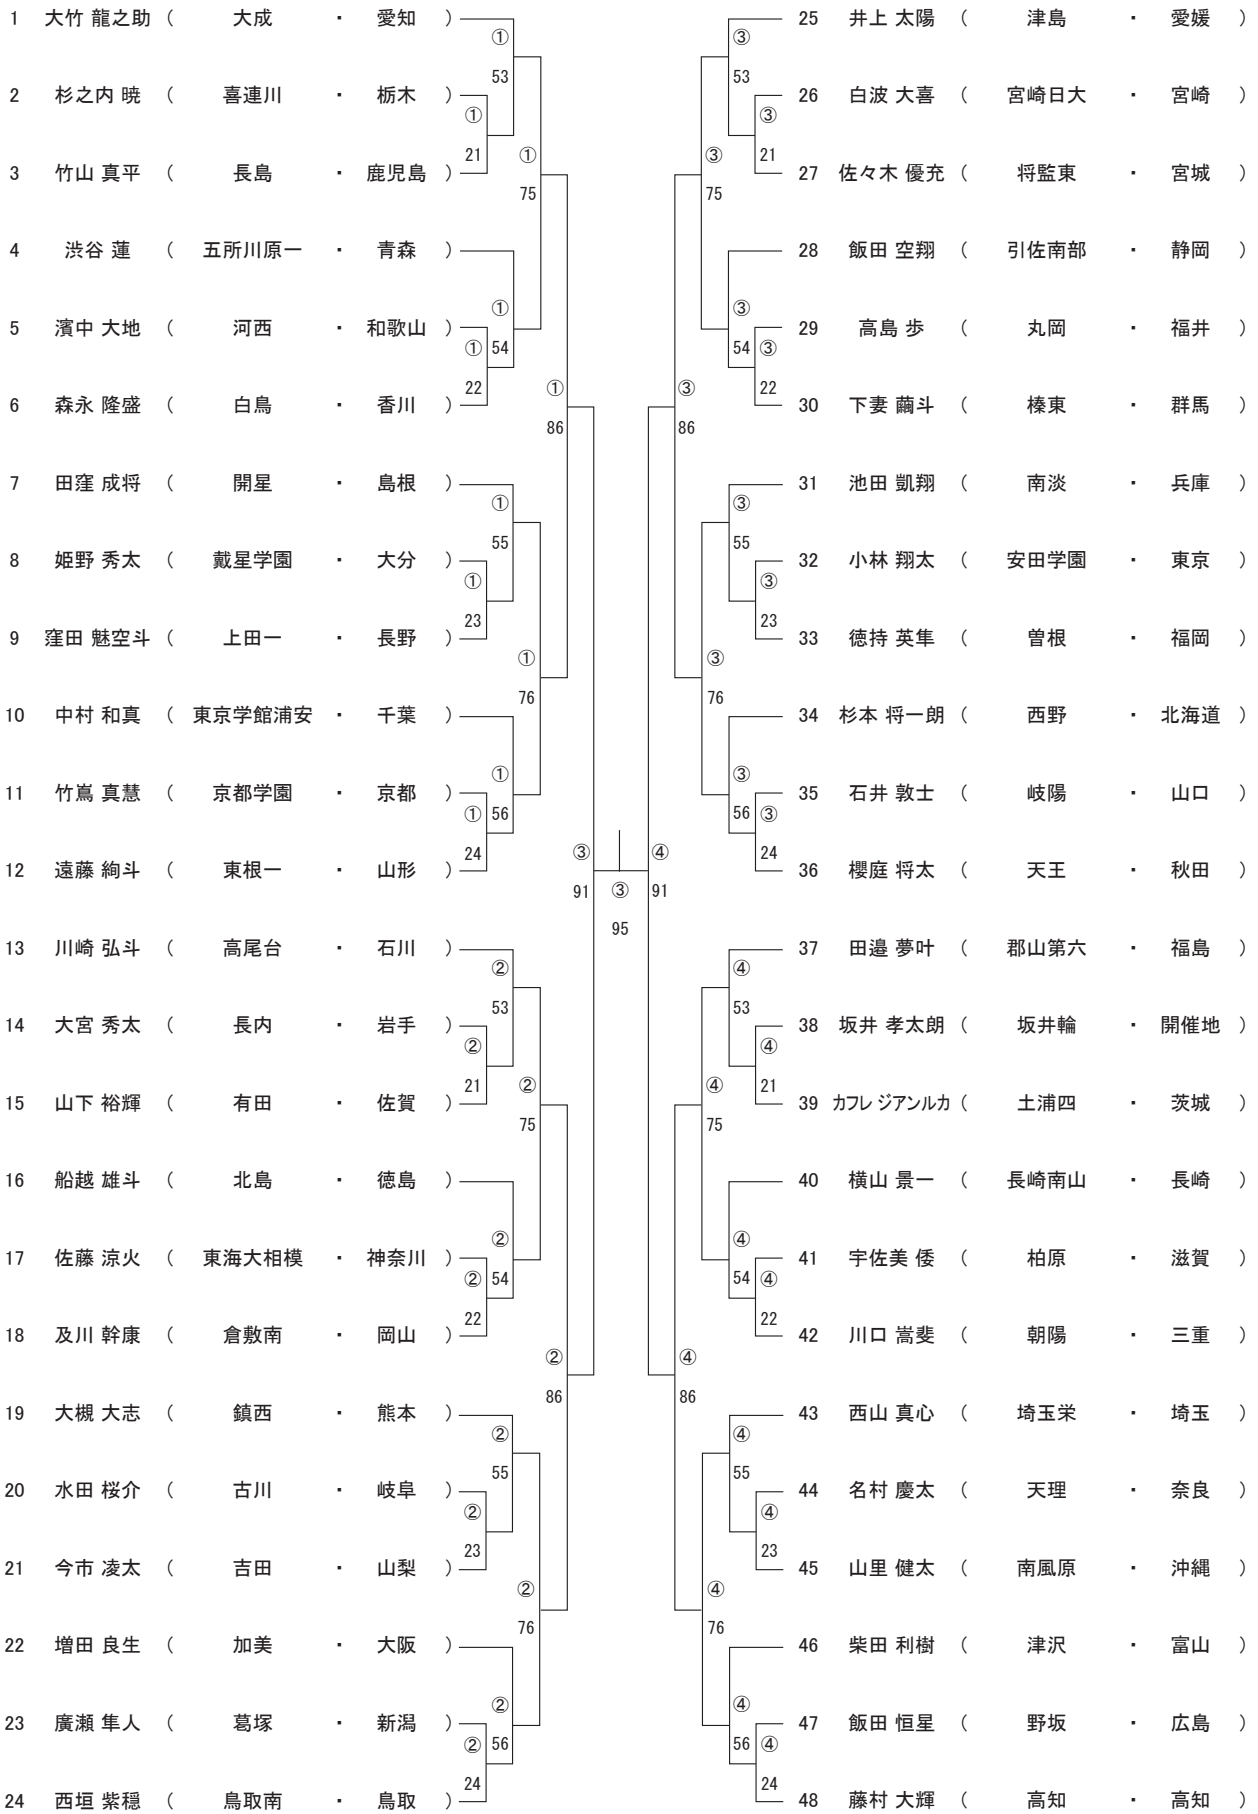 1 大竹 龍之助 ( 大成 ・ 愛知 )
①
53
2 杉之内 暁 ( 喜連川 ・ 栃木 )
①
21
①
75
3 竹山 真平 ( 長島 ・ 鹿児島 )
4 渋谷 蓮 ( 五所川原一 ・ 青森 )
①
54
5 濱中 大地 ( 河西 ・ 和歌山 )
①
22
6 森永 隆盛 ( 白鳥 ・ 香川 )
①
86
7 田窪 成将 ( 開星 ・ 島根 )
①
55
8 姫野 秀太 ( 戴星学園 ・ 大分 )
①
23
9 窪田 魅空斗 ( 上田一 ・ 長野 )
①
76
10 中村 和真 ( 東京学館浦安 ・ 千葉 )
①
56
11 竹嶌 真慧 ( 京都学園 ・ 京都 )
①
24
12 遠藤 絢斗 ( 東根一 ・ 山形 )
③
91
13 川崎 弘斗 ( 高尾台 ・ 石川 )
②
53
14 大宮 秀太 ( 長内 ・ 岩手 )
②
21
②
75
15 山下 裕輝 ( 有田 ・ 佐賀 )
16 船越 雄斗 ( 北島 ・ 徳島 )
②
54
17 佐藤 涼火 ( 東海大相模 ・ 神奈川 )
②
22
18 及川 幹康 ( 倉敷南 ・ 岡山 )
②
86
19 大槻 大志 ( 鎮西 ・ 熊本 )
②
55
20 水田 桜介 ( 古川 ・ 岐阜 )
②
23
21 今市 凌太 ( 吉田 ・ 山梨 )
②
76
22 増田 良生 ( 加美 ・ 大阪 )
②
56
23 廣瀬 隼人 ( 葛塚 ・ 新潟 )
②
24
24 西垣 紫穏 ( 鳥取南 ・ 鳥取 )
③
95
25 井上 太陽 ( 津島 ・ 愛媛 )
③
53
26 白波 大喜 ( 宮崎日大 ・ 宮崎 )
③
21
③
75
27 佐々木 優充 ( 将監東 ・ 宮城 )
28 飯田 空翔 ( 引佐南部 ・ 静岡 )
③
54
29 高島 歩 ( 丸岡 ・ 福井 )
③
22
30 下妻 繭斗 ( 榛東 ・ 群馬 )
③
86
31 池田 凱翔 ( 南淡 ・ 兵庫 )
③
55
32 小林 翔太 ( 安田学園 ・ 東京 )
③
23
33 徳持 英隼 ( 曽根 ・ 福岡 )
③
76
34 杉本 将一朗 ( 西野 ・ 北海道 )
③
56
35 石井 敦士 ( 岐陽 ・ 山口 )
③
24
36 櫻庭 将太 ( 天王 ・ 秋田 )
④
91
37 田邉 夢叶 ( 郡山第六 ・ 福島 )
④
53
38 坂井 孝太朗 ( 坂井輪 ・ 開催地 )
④
21
④
75
39 カフレ ジアンルカ ( 土浦四 ・ 茨城 )
40 横山 景一 ( 長崎南山 ・ 長崎 )
④
54
41 宇佐美 倭 ( 柏原 ・ 滋賀 )
④
22
42 川口 嵩斐 ( 朝陽 ・ 三重 )
④
86
43 西山 真心 ( 埼玉栄 ・ 埼玉 )
④
55
44 名村 慶太 ( 天理 ・ 奈良 )
④
23
45 山里 健太 ( 南風原 ・ 沖縄 )
④
76
46 柴田 利樹 ( 津沢 ・ 富山 )
④
56
47 飯田 恒星 ( 野坂 ・ 広島 )
④
24
48 藤村 大輝 ( 高知 ・ 高知 )